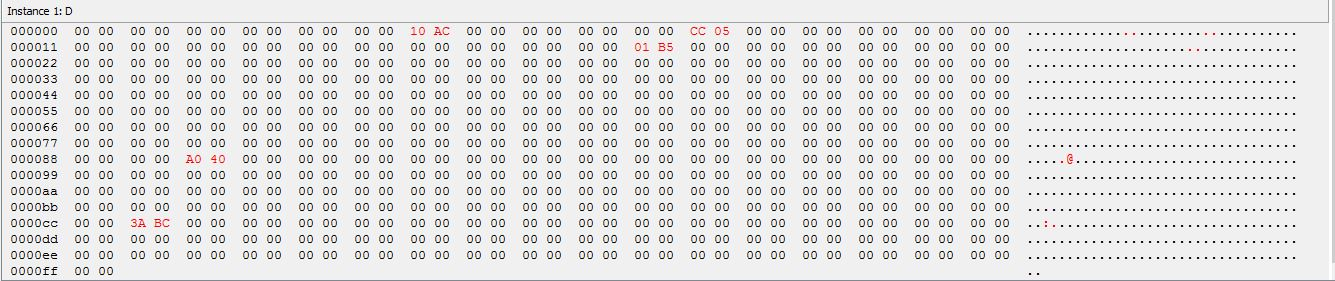 Instance 1: D
000000 00 00 00 00 00 00 00 00 00 00 00 00 10 AC 00 00 00 00 00 00 00 00 CC 05 00 00 00 00 00 00 00 00 00 00 ..................................
000011 00 00 00 00 00 00 00 00 00 00 00 00 00 00 00 00 00 00 00 00 01 B5 00 00 00 00 00 00 00 00 00 00 00 00 ..................................
000022 00 00 00 00 00 00 00 00 00 00 00 00 00 00 00 00 00 00 00 00 00 00 00 00 00 00 00 00 00 00 00 00 00 00 ..................................
000033 00 00 00 00 00 00 00 00 00 00 00 00 00 00 00 00 00 00 00 00 00 00 00 00 00 00 00 00 00 00 00 00 00 00 ..................................
000044 00 00 00 00 00 00 00 00 00 00 00 00 00 00 00 00 00 00 00 00 00 00 00 00 00 00 00 00 00 00 00 00 00 00 ..................................
000055 00 00 00 00 00 00 00 00 00 00 00 00 00 00 00 00 00 00 00 00 00 00 00 00 00 00 00 00 00 00 00 00 00 00 ..................................
000066 00 00 00 00 00 00 00 00 00 00 00 00 00 00 00 00 00 00 00 00 00 00 00 00 00 00 00 00 00 00 00 00 00 00 ..................................
000077 00 00 00 00 00 00 00 00 00 00 00 00 00 00 00 00 00 00 00 00 00 00 00 00 00 00 00 00 00 00 00 00 00 00 ..................................
000088 00 00 00 00 A0 40 00 00 00 00 00 00 00 00 00 00 00 00 00 00 00 00 00 00 00 00 00 00 00 00 00 00 00 00 .....@............................
000099 00 00 00 00 00 00 00 00 00 00 00 00 00 00 00 00 00 00 00 00 00 00 00 00 00 00 00 00 00 00 00 00 00 00 ..................................
0000aa 00 00 00 00 00 00 00 00 00 00 00 00 00 00 00 00 00 00 00 00 00 00 00 00 00 00 00 00 00 00 00 00 00 00 ..................................
0000bb 00 00 00 00 00 00 00 00 00 00 00 00 00 00 00 00 00 00 00 00 00 00 00 00 00 00 00 00 00 00 00 00 00 00 ..................................
0000cc 00 00 3A BC 00 00 00 00 00 00 00 00 00 00 00 00 00 00 00 00 00 00 00 00 00 00 00 00 00 00 00 00 00 00 ..:...............................
0000dd 00 00 00 00 00 00 00 00 00 00 00 00 00 00 00 00 00 00 00 00 00 00 00 00 00 00 00 00 00 00 00 00 00 00 ..................................
0000ee 00 00 00 00 00 00 00 00 00 00 00 00 00 00 00 00 00 00 00 00 00 00 00 00 00 00 00 00 00 00 00 00 00 00 ..................................
0000ff 00 00 ..